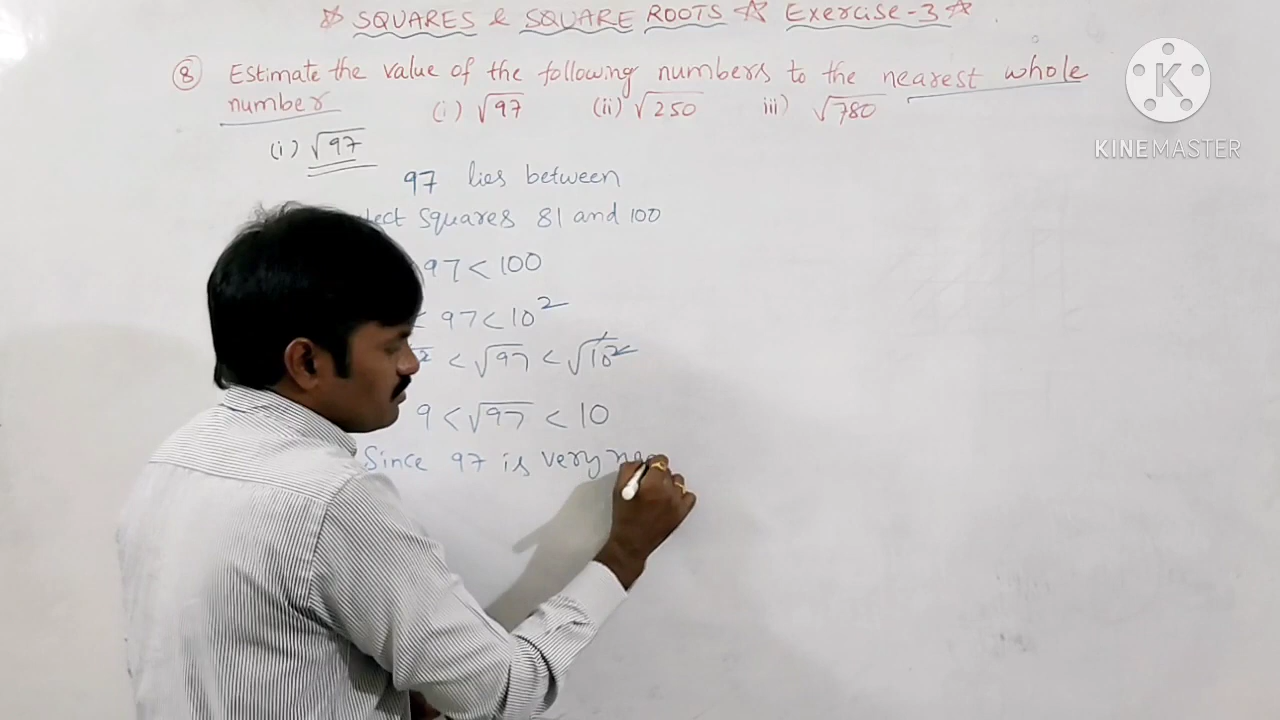 ☆ SQUARES & SQUARE ROOTS ☆ Exercise-3 ☆
⑧ Estimate the value of the following numbers to the nearest whole
number (i) √97 (ii) √250 iii) √780
K
KINEMASTER
(i) √97
97 lies between
squares 81 and 100
97 < 100
< 97 < 10²
² < √97 < √10²
9 < √97 < 10
Since 97 is very